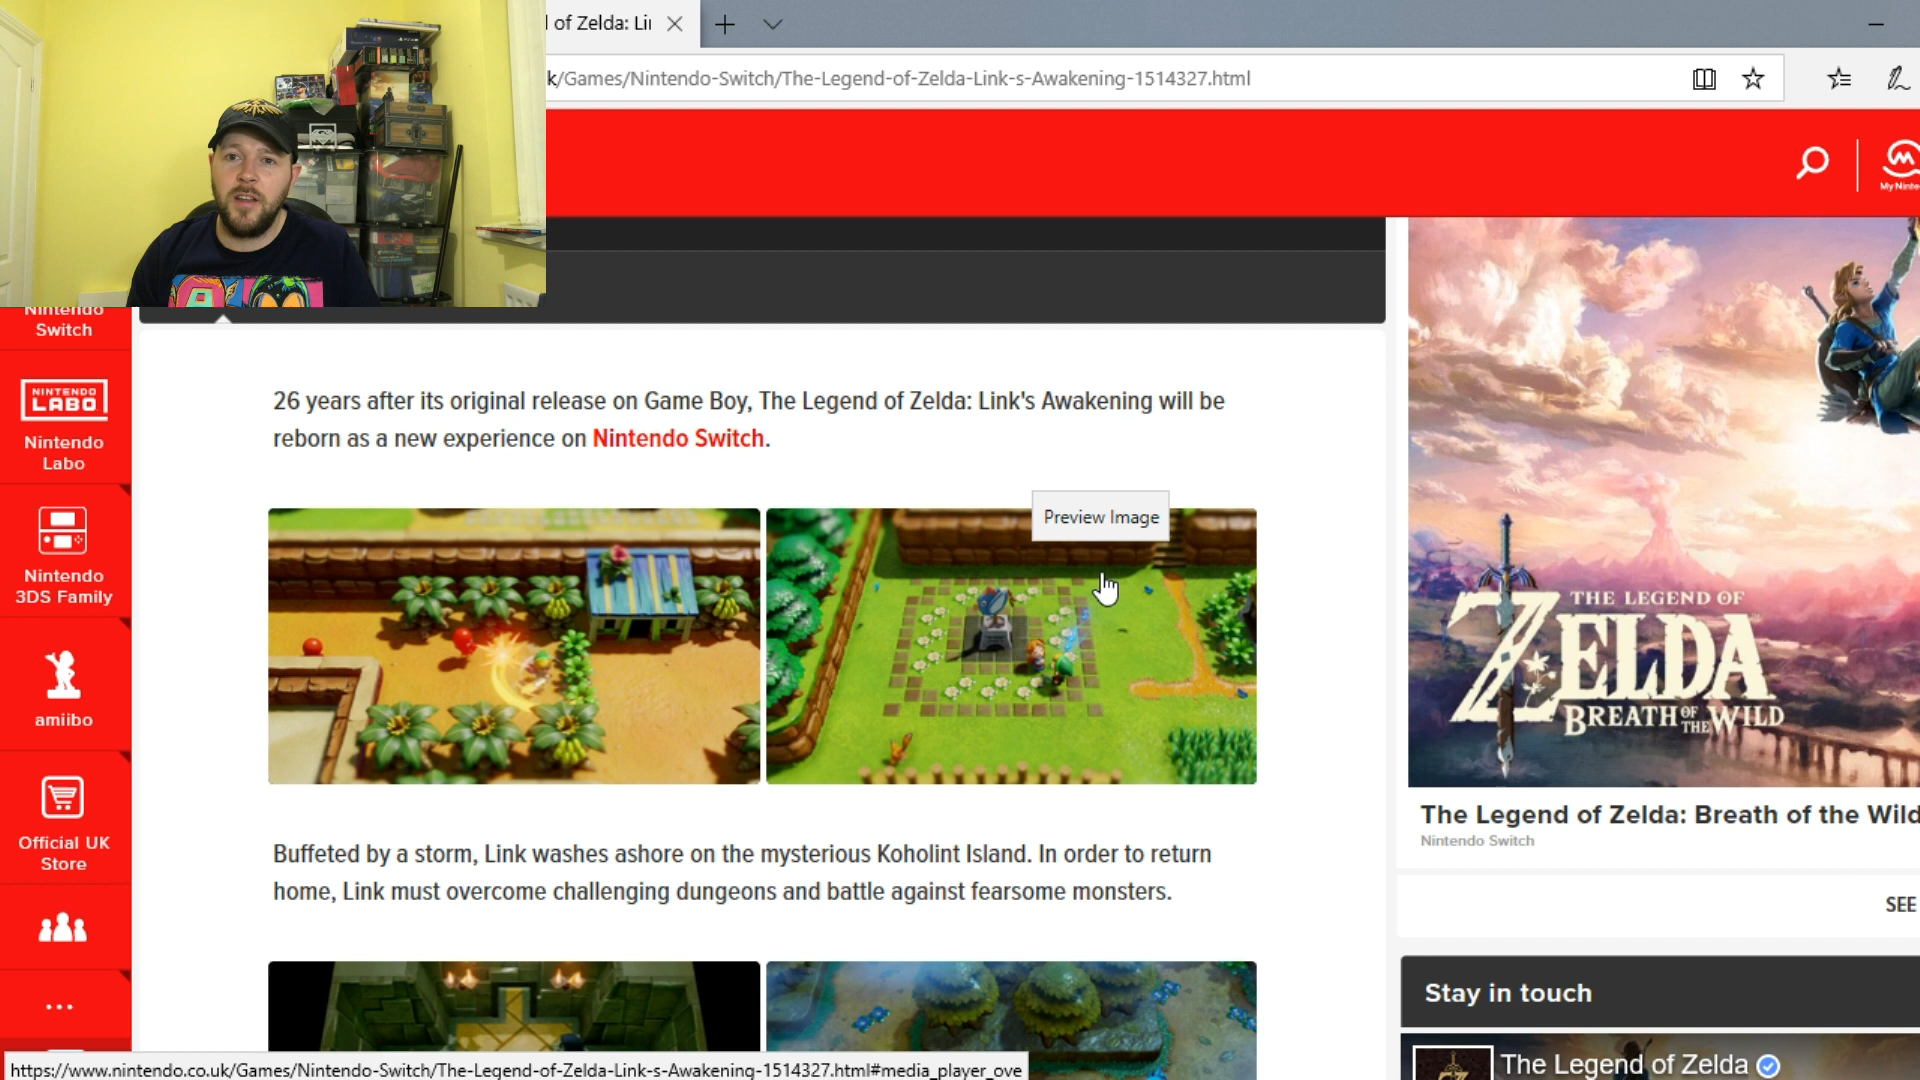 l of Zelda: Lin
k/Games/Nintendo-Switch/The-Legend-of-Zelda-Link-s-Awakening-1514327.html
My Ninte
Nintendo
Switch
NINTENDO
LABO
Nintendo
Labo
Nintendo
3DS Family
amiibo
Official UK
Store
...
26 years after its original release on Game Boy, The Legend of Zelda: Link's Awakening will be
reborn as a new experience on Nintendo Switch.
Preview Image
Buffeted by a storm, Link washes ashore on the mysterious Koholint Island. In order to return
home, Link must overcome challenging dungeons and battle against fearsome monsters.
THE LEGEND OF
ZELDA
BREATH OF THE WILD
The Legend of Zelda: Breath of the Wild
Nintendo Switch
SEE
Stay in touch
The Legend of Zelda
https://www.nintendo.co.uk/Games/Nintendo-Switch/The-Legend-of-Zelda-Link-s-Awakening-1514327.html#media_player_ove